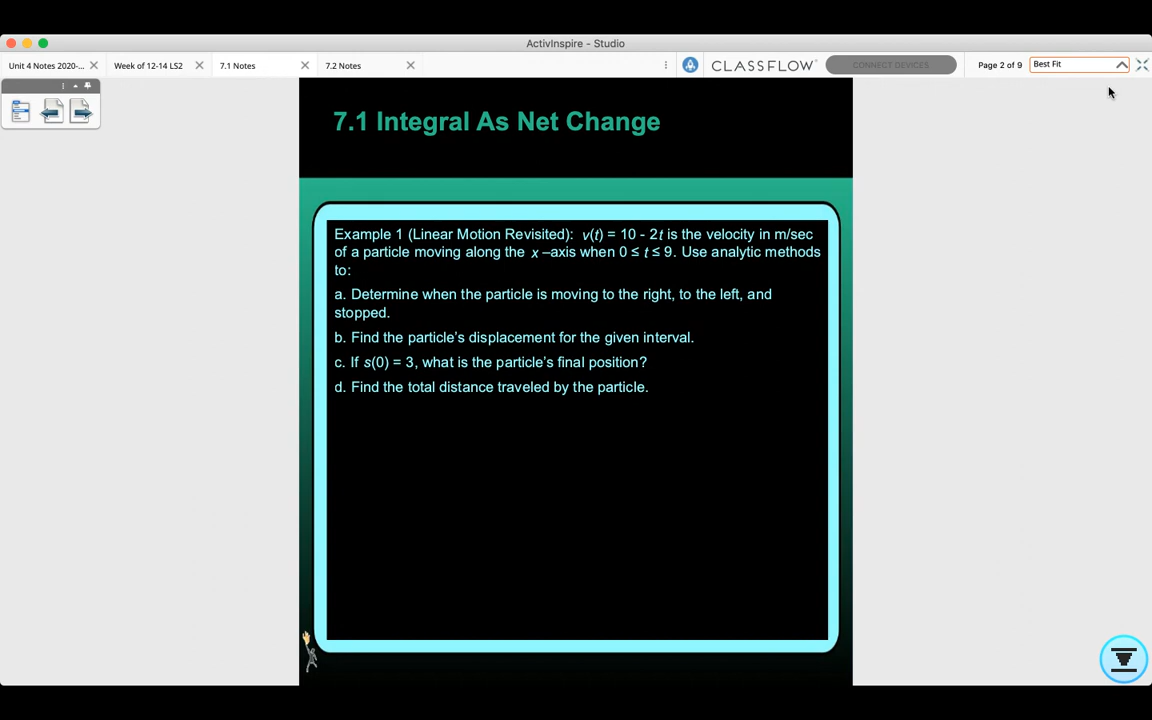 ActivInspire - Studio
Unit 4 Notes 2020-...
Week of 12-14 LS2
7.1 Notes
7.2 Notes
CLASSFLOW
CONNECT DEVICES
Page 2 of 9
Best Fit
7.1 Integral As Net Change
Example 1 (Linear Motion Revisited): v(t) = 10 - 2t is the velocity in m/sec
of a particle moving along the x –axis when 0 ≤ t ≤ 9. Use analytic methods
to:
a. Determine when the particle is moving to the right, to the left, and
stopped.
b. Find the particle's displacement for the given interval.
c. If s(0) = 3, what is the particle's final position?
d. Find the total distance traveled by the particle.